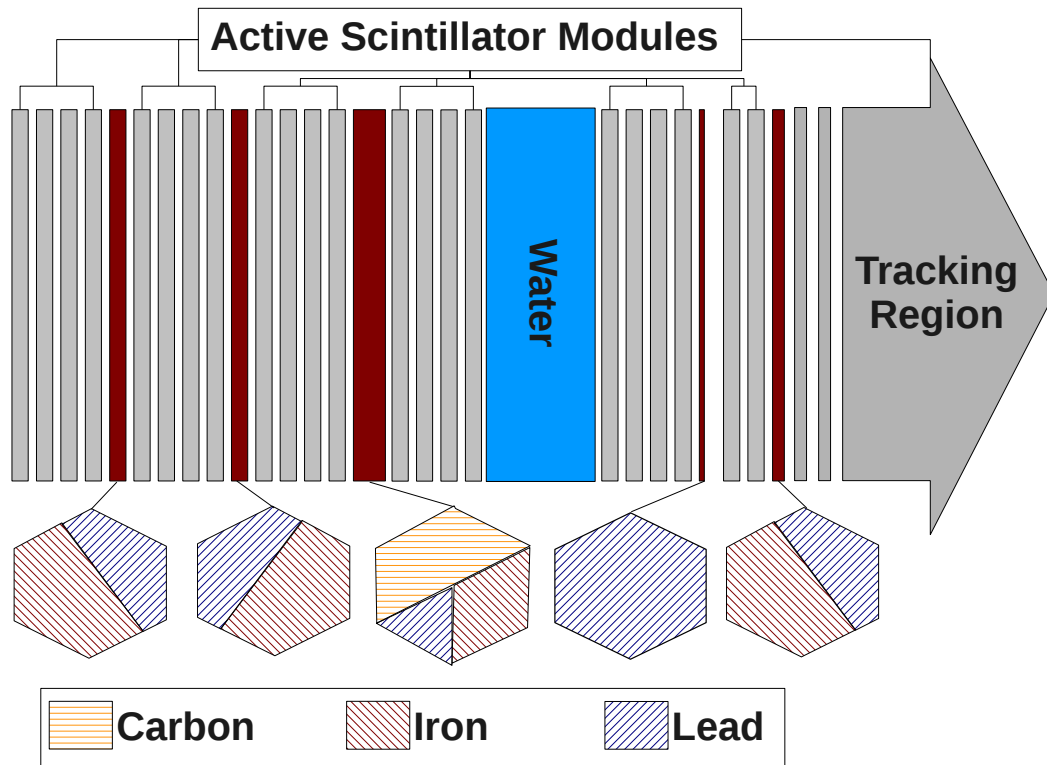 Active Scintillator Modules
Water
Tracking
Region
Carbon
Iron
Lead